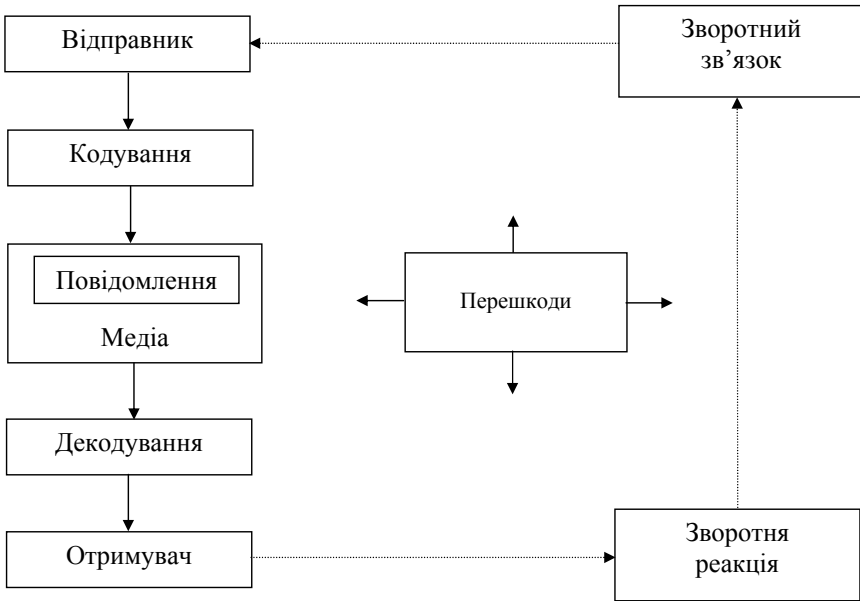 Відправник
Зворотний
зв’язок
Кодування
Повідомлення
Перешкоди
Медіа
Декодування
Отримувач
Зворотня
реакція